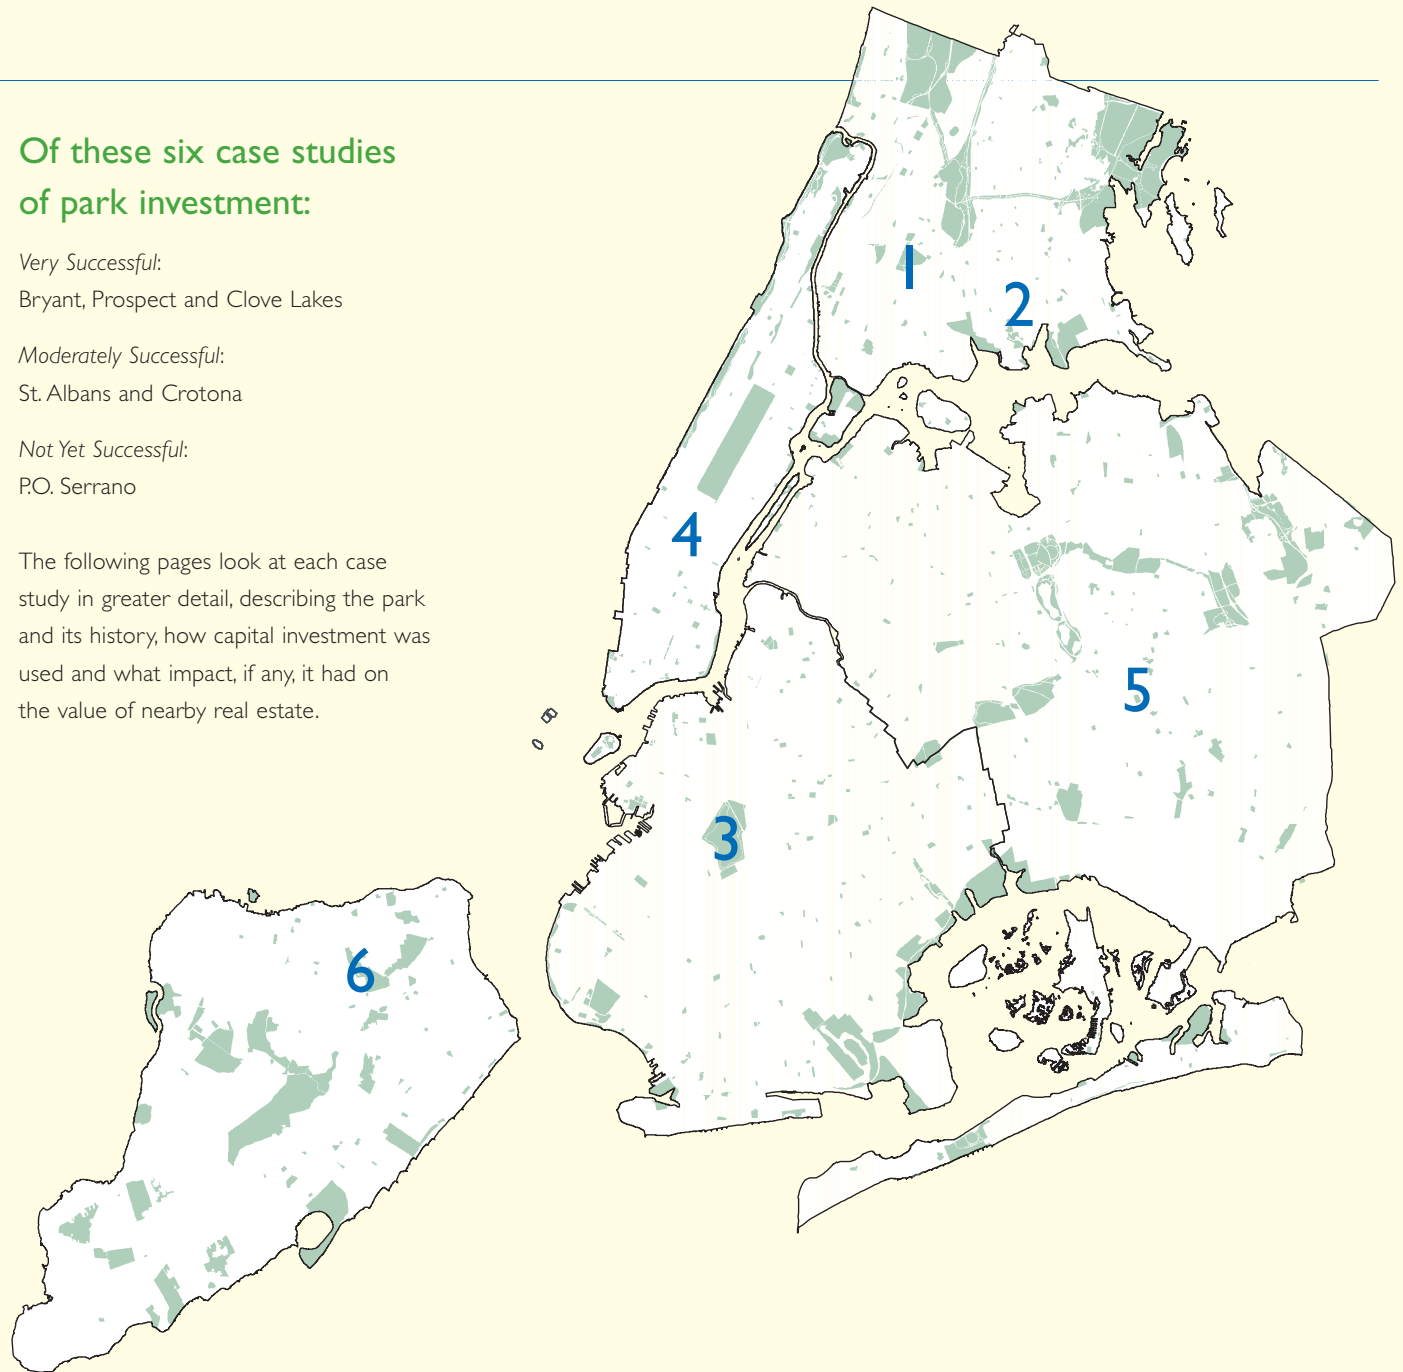 Of these six case studies
of park investment:
Very Successful:
Bryant, Prospect and Clove Lakes
Moderately Successful:
St. Albans and Crotona
Not Yet Successful:
P.O. Serrano
The following pages look at each case
study in greater detail, describing the park
and its history, how capital investment was
used and what impact, if any, it had on
the value of nearby real estate.
1
2
4
5
3
6